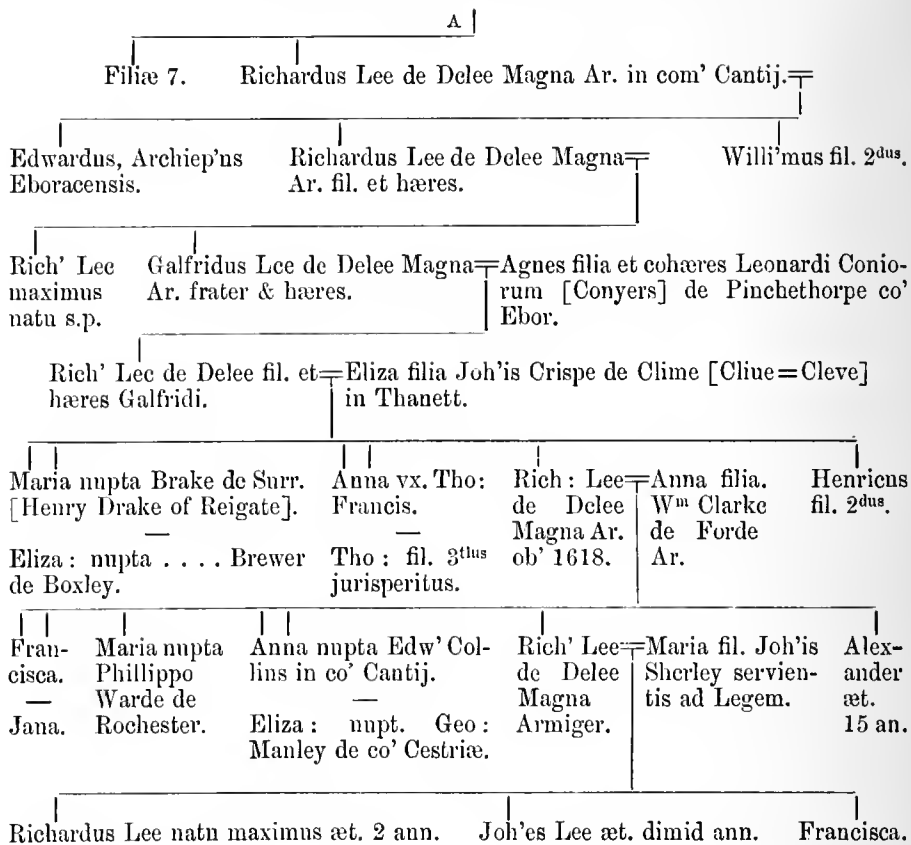 A
Filiæ 7. Richardus Lee de Delee Magna Ar. in com' Cantij.
Edwardus, Archiep'us
Eboracensis.
Richardus Lee de Delee Magna
Ar. fil. et hæres.
Willi'mus fil. 2dus.
Rich' Lee
maximus
natu s.p.
Galfridus Lee de Delee Magna
Ar. frater & hæres.
Agnes filia et cohæres Leonardi Conio-
rum [Conyers] de Pinchethorpe co'
Ebor.
Rich' Lee de Delee fil. et
hæres Galfridi.
Eliza filia Joh'is Crispe de Clime [Cliue=Cleve]
in Thanett.
Maria nupta Brake de Surr.
[Henry Drake of Reigate].
—
Eliza : nupta . . . . Brewer
de Boxley.
Anna vx. Tho:
Francis.
—
Tho : fil. 3tius
jurisperitus.
Rich : Lee
de Delee
Magna Ar.
ob' 1618.
Anna filia.
Wm Clarke
de Forde
Ar.
Henricus
fil. 2dus.
Fran-
cisca.
—
Jana.
Maria nupta
Phillippo
Warde de
Rochester.
Anna nupta Edw' Col-
lins in co' Cantij.
—
Eliza : nupt. Geo :
Manley de co' Cestriæ.
Rich' Lee
de Delee
Magna
Armiger.
Maria fil. Joh'is
Sherley servien-
tis ad Legem.
Alex-
ander
æt.
15 an.
Richardus Lee natu maximus æt. 2 ann. Joh'es Lee æt. dimid ann. Francisca.